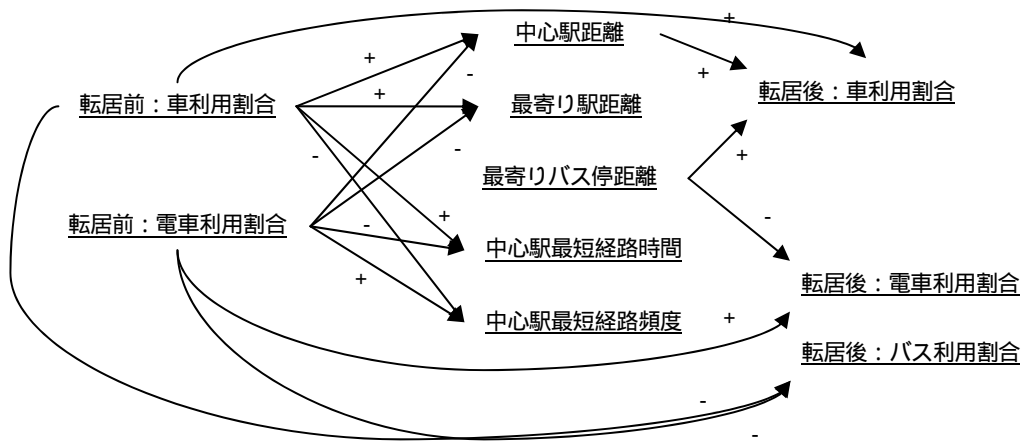 中心駅距離
+
+
-
+
転居前：車利用割合
+
最寄り駅距離
転居後：車利用割合
-
-
+
最寄りバス停距離
転居前：電車利用割合
+
-
-
中心駅最短経路時間
+
転居後：電車利用割合
中心駅最短経路頻度
+
転居後：バス利用割合
-
-